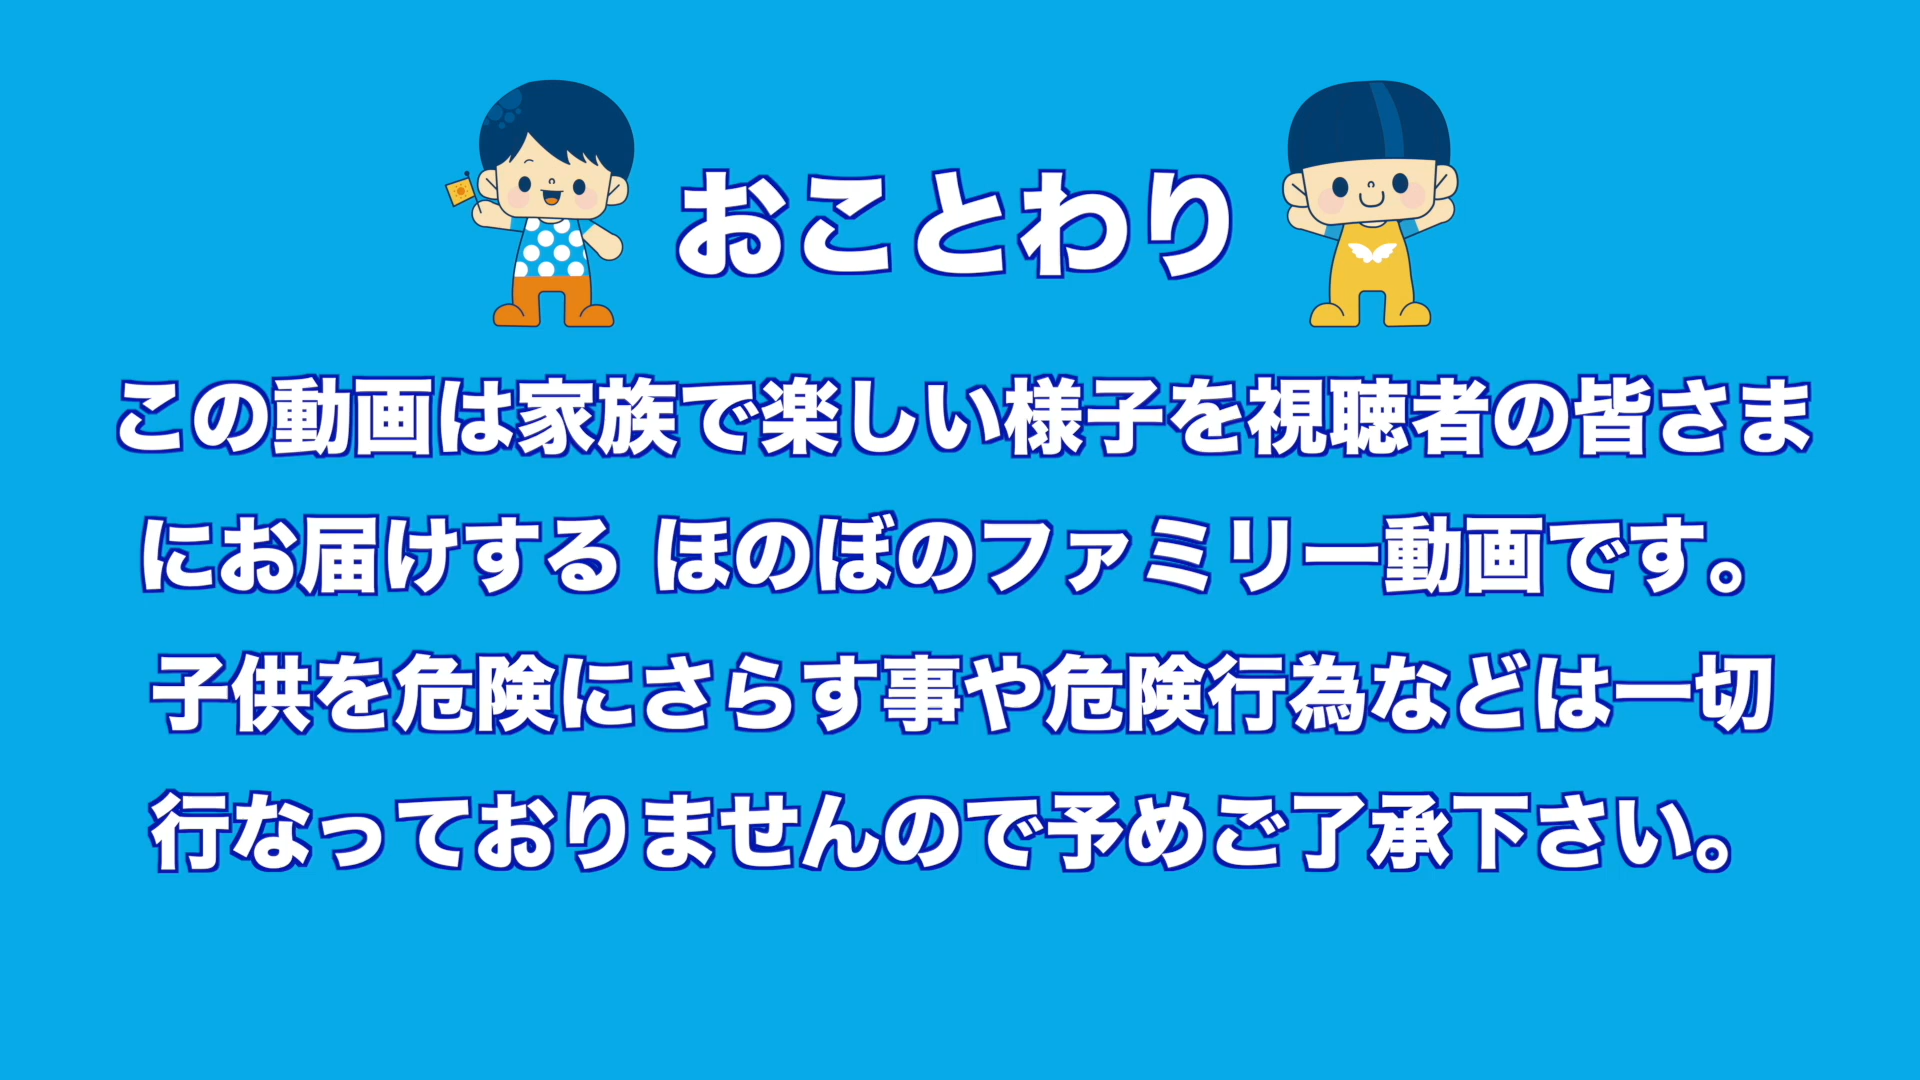 おことわり
この動画は家族で楽しい様子を視聴者の皆さま
にお届けする ほのぼのファミリー動画です。
子供を危険にさらす事や危険行為などは一切
行なっておりませんので予めご了承下さい。